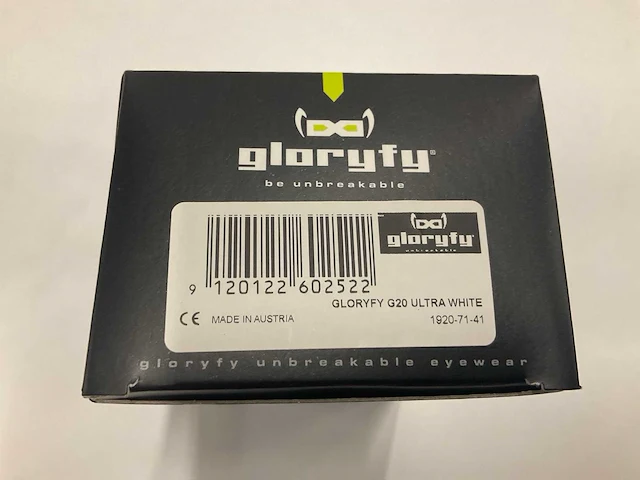 gloryfy®
be unbreakable
gloryfy
unbreakable
9 120122 602522
GLORYFY G20 ULTRA WHITE
CE MADE IN AUSTRIA
1920-71-41
gloryfy unbreakable eyewear